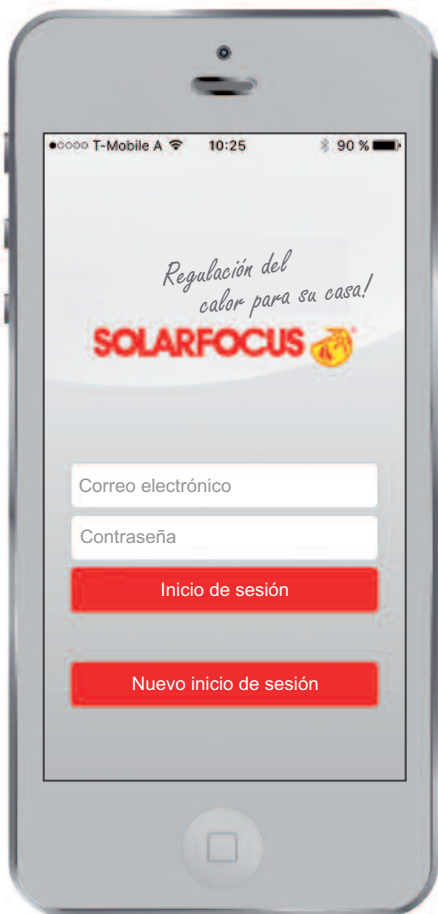 T-Mobile A 10:25 90 %
Regulación del
calor para su casa!
SOLARFOCUS
Correo electrónico
Contraseña
Inicio de sesión
Nuevo inicio de sesión